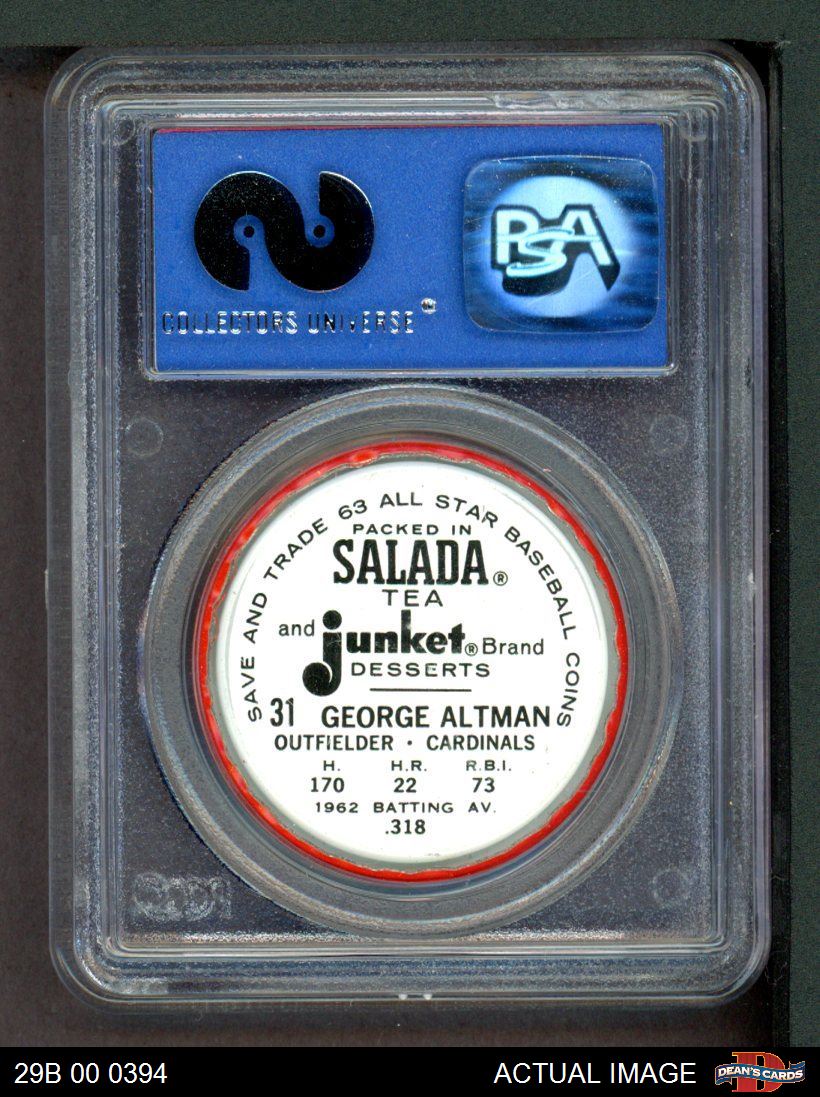 COLLECTORS UNIVERSE®
PSA
SAVE AND TRADE 63 ALL STAR BASEBALL COINS
PACKED IN
SALADA®
TEA
and junket® Brand
DESSERTS
31 GEORGE ALTMAN
OUTFIELDER · CARDINALS
H. H.R. R.B.I.
170 22 73
1962 BATTING AV.
.318
29B 00 0394
ACTUAL IMAGE
DEAN'S CARDS